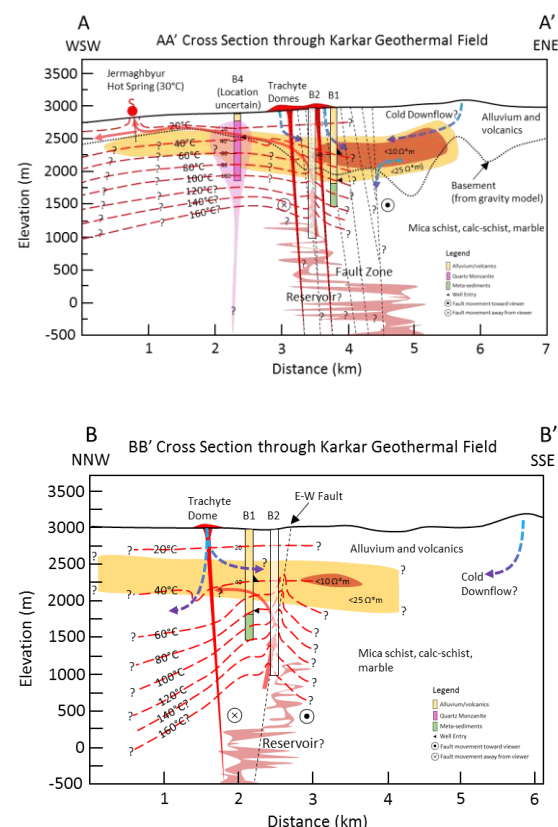 A
A'
WSW
AA' Cross Section through Karkar Geothermal Field
ENE
Jermaghbyur
Hot Spring (30°C)
B4
(Location
uncertain)
Trachyte
Domes
B2
B1
Cold Downflow?
Alluvium and
volcanics
S
3500
3000
2500
2000
1500
1000
500
0
-500
Elevation (m)
20°C
40°C
60°C
80°C
100°C
120°C?
140°C?
160°C?
<10 Ω*m
<25 Ω*m)
Basement
(from gravity model)
Mica schist, calc-schist, marble
Fault Zone
Reservoir?
Legend
Alluvium/volcanics
Quartz Monzanite
Meta-sediments
Well Entry
Fault movement toward viewer
Fault movement away from viewer
1 2 3 4 5 6 7
Distance (km)
B
B'
NNW
BB' Cross Section through Karkar Geothermal Field
SSE
Trachyte
Dome
B1
B2
E-W Fault
3500
3000
2500
2000
1500
1000
500
0
-500
Elevation (m)
Alluvium and volcanics
20°C
40°C
60°C
80°C
100°C
120°C
140°C?
160°C?
<10 Ω*m
<25 Ω*m
Cold
Downflow?
Mica schist, calc-schist,
marble
Reservoir?
Legend
Alluvium/volcanics
Quartz Monzanite
Meta-sediments
Well Entry
Fault movement toward viewer
Fault movement away from viewer
1 2 3 4 5 6
Distance (km)